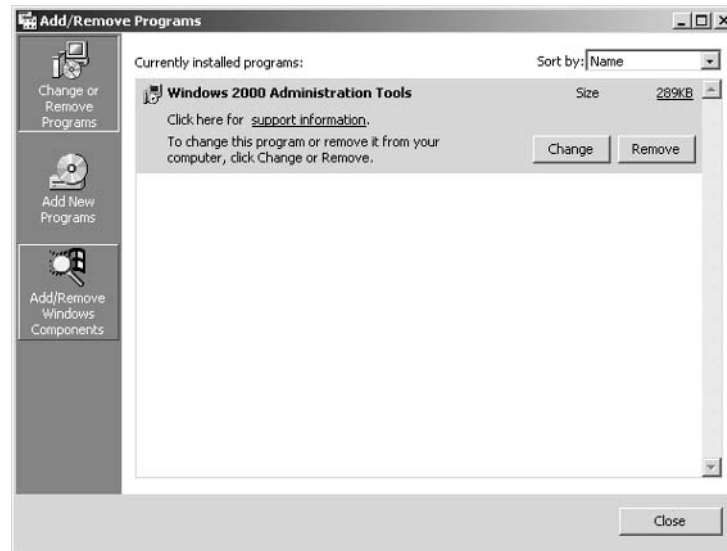 Add/Remove Programs
Change or
Remove
Programs
Add New
Programs
Add/Remove
Windows
Components
Currently installed programs:
Sort by: Name
Windows 2000 Administration Tools
Size 289KB
Click here for support information.
To change this program or remove it from your
computer, click Change or Remove.
Change Remove
Close